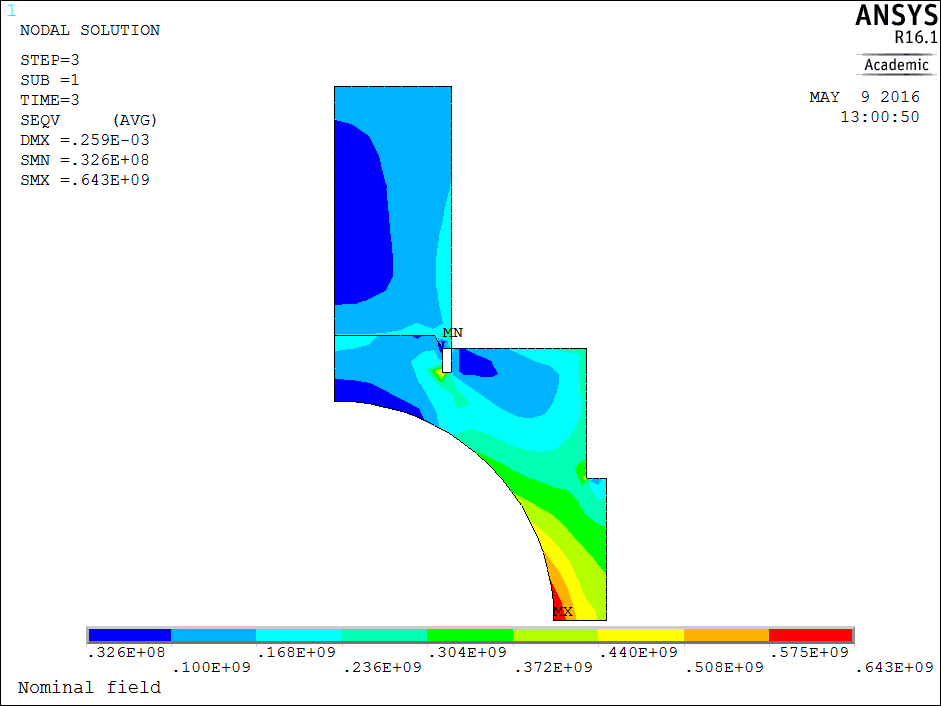 1
NODAL SOLUTION
STEP=3
SUB =1
TIME=3
SEQV     (AVG)
DMX =.259E-03
SMN =.326E+08
SMX =.643E+09
ANSYS
R16.1
Academic
MAY  9 2016
13:00:50
MN
MX
.326E+08 .168E+09 .304E+09 .440E+09 .575E+09
.100E+09 .236E+09 .372E+09 .508E+09 .643E+09
Nominal field